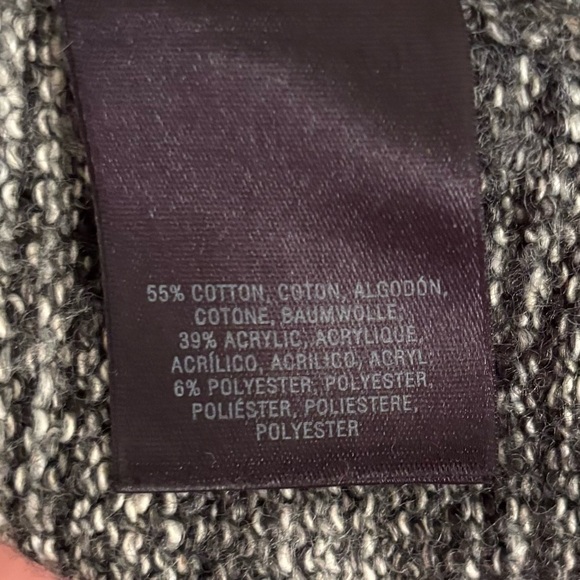 55% COTTON, COTON, ALGODÓN,
COTONE, BAUMWOLLE;
39% ACRYLIC, ACRYLIQUE,
ACRÍLICO, ACRILICO, ACRYL;
6% POLYESTER, POLYESTER,
POLIÉSTER, POLIESTERE,
POLYESTER